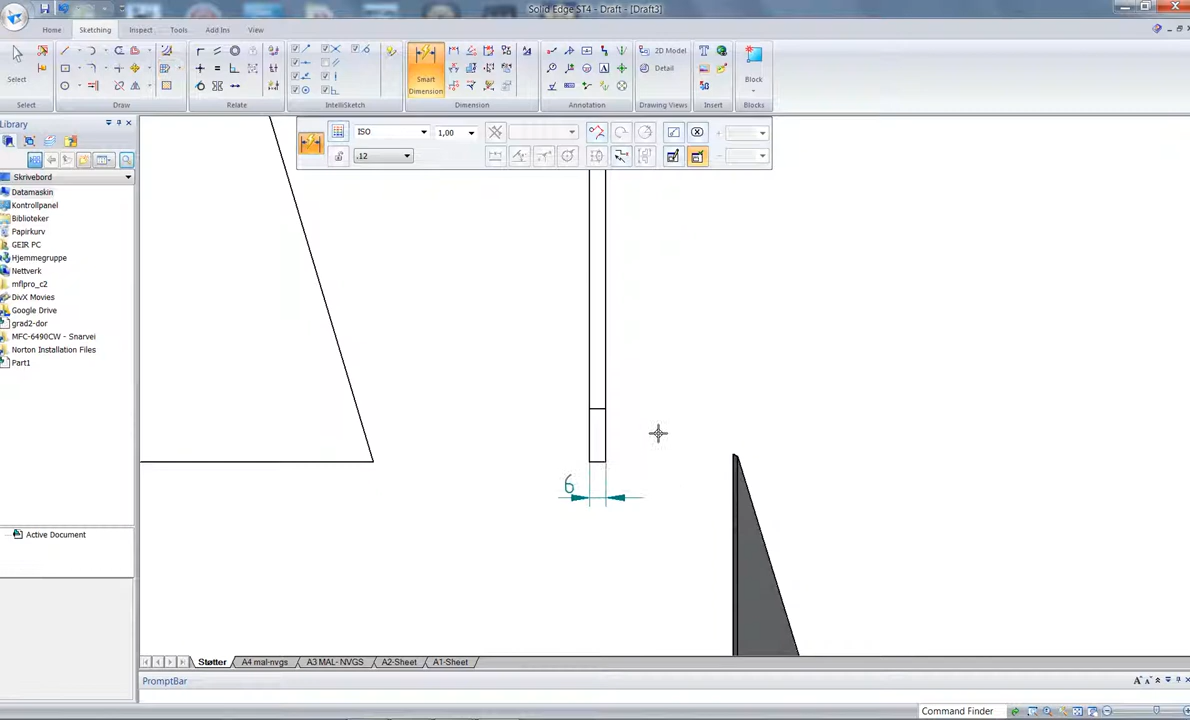 Solid Edge ST4 - Draft - [Draft3]
Home Sketching Inspect Tools Add Ins View
Select
Smart Dimension
2D Model
Detail
Block
Select Draw Relate IntelliSketch Dimension Annotation Drawing Views Insert Blocks
Library
ISO 1,00
.12
Skrivebord
Datamaskin
Kontrollpanel
Biblioteker
Papirkurv
GEIR PC
Hjemmegruppe
Nettverk
mflpro_c2
DivX Movies
Google Drive
grad2-dor
MFC-6490CW - Snarvei
Norton Installation Files
Part1
6
Active Document
Støtter A4 mal-nvgs A3 MAL- NVGS A2-Sheet A1-Sheet
PromptBar
Command Finder